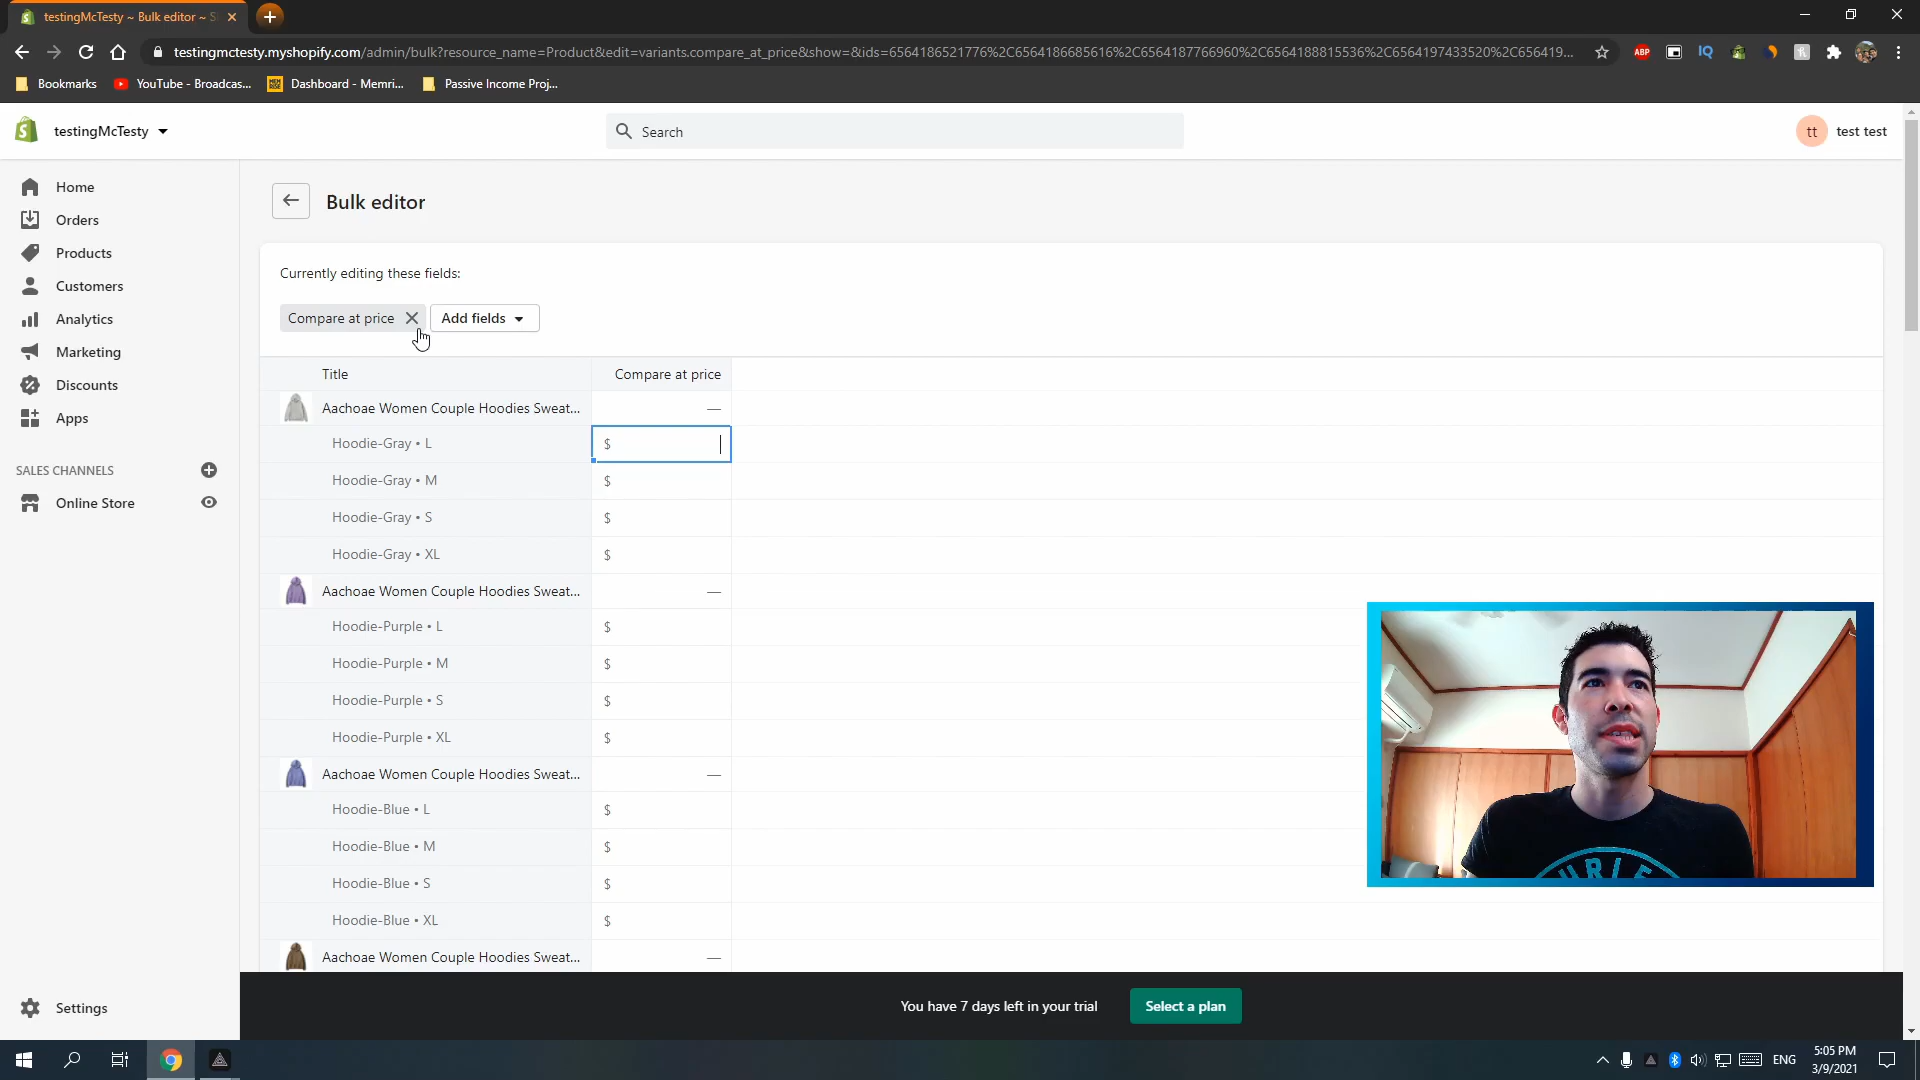 testingMcTesty ~ Bulk editor ~ S
testingmctesty.myshopify.com/admin/bulk?resource_name=Product&edit=variants.compare_at_price&show=&ids=6564186521776%2C6564186685616%2C6564187766960%2C6564188815536%2C6564197433520%2C656419...
ABP
IQ
Bookmarks
YouTube - Broadcas...
Dashboard - Memri...
Passive Income Proj...
testingMcTesty
Search
tt
test test
Home
Orders
Products
Customers
Analytics
Marketing
Discounts
Apps
SALES CHANNELS
Online Store
Settings
Bulk editor
Currently editing these fields:
Compare at price
Add fields
Title Compare at price
Aachoae Women Couple Hoodies Sweat... —
Hoodie-Gray • L $
Hoodie-Gray • M $
Hoodie-Gray • S $
Hoodie-Gray • XL $
Aachoae Women Couple Hoodies Sweat... —
Hoodie-Purple • L $
Hoodie-Purple • M $
Hoodie-Purple • S $
Hoodie-Purple • XL $
Aachoae Women Couple Hoodies Sweat... —
Hoodie-Blue • L $
Hoodie-Blue • M $
Hoodie-Blue • S $
Hoodie-Blue • XL $
Aachoae Women Couple Hoodies Sweat... —
You have 7 days left in your trial
Select a plan
ENG
5:05 PM
3/9/2021